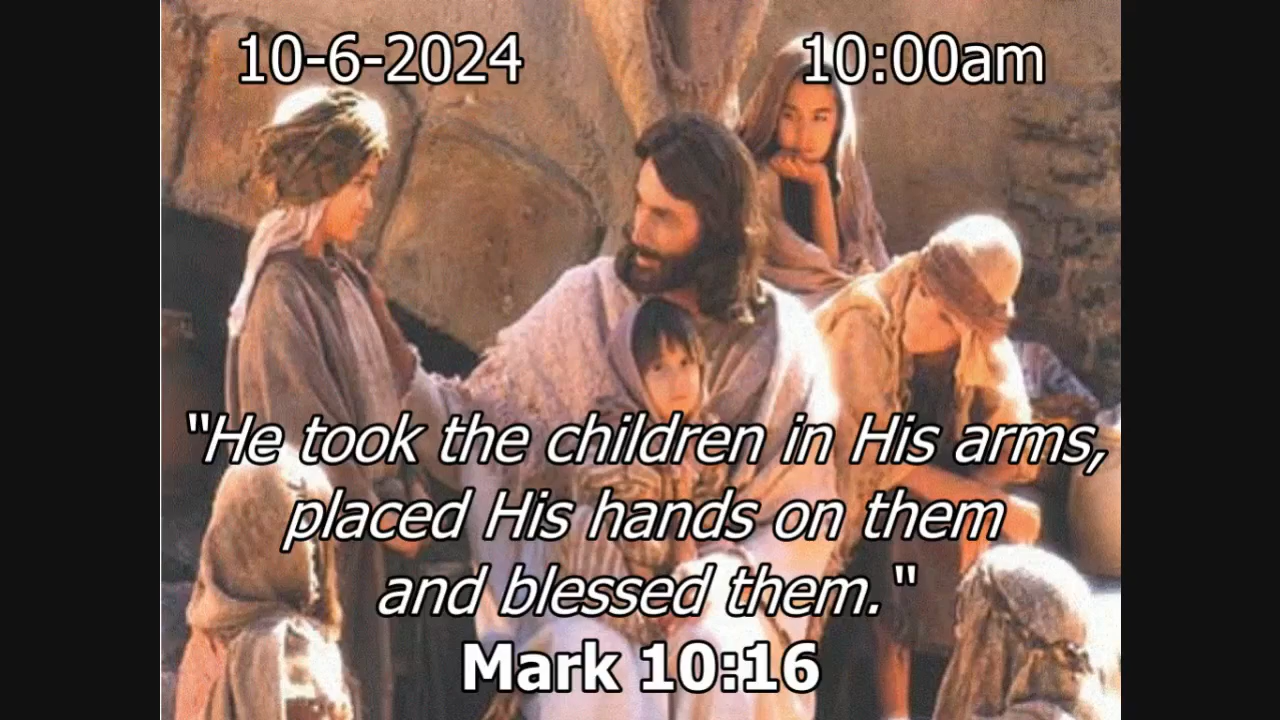 10-6-2024 10:00am
“He took the children in His arms,
placed His hands on them
and blessed them.“
Mark 10:16